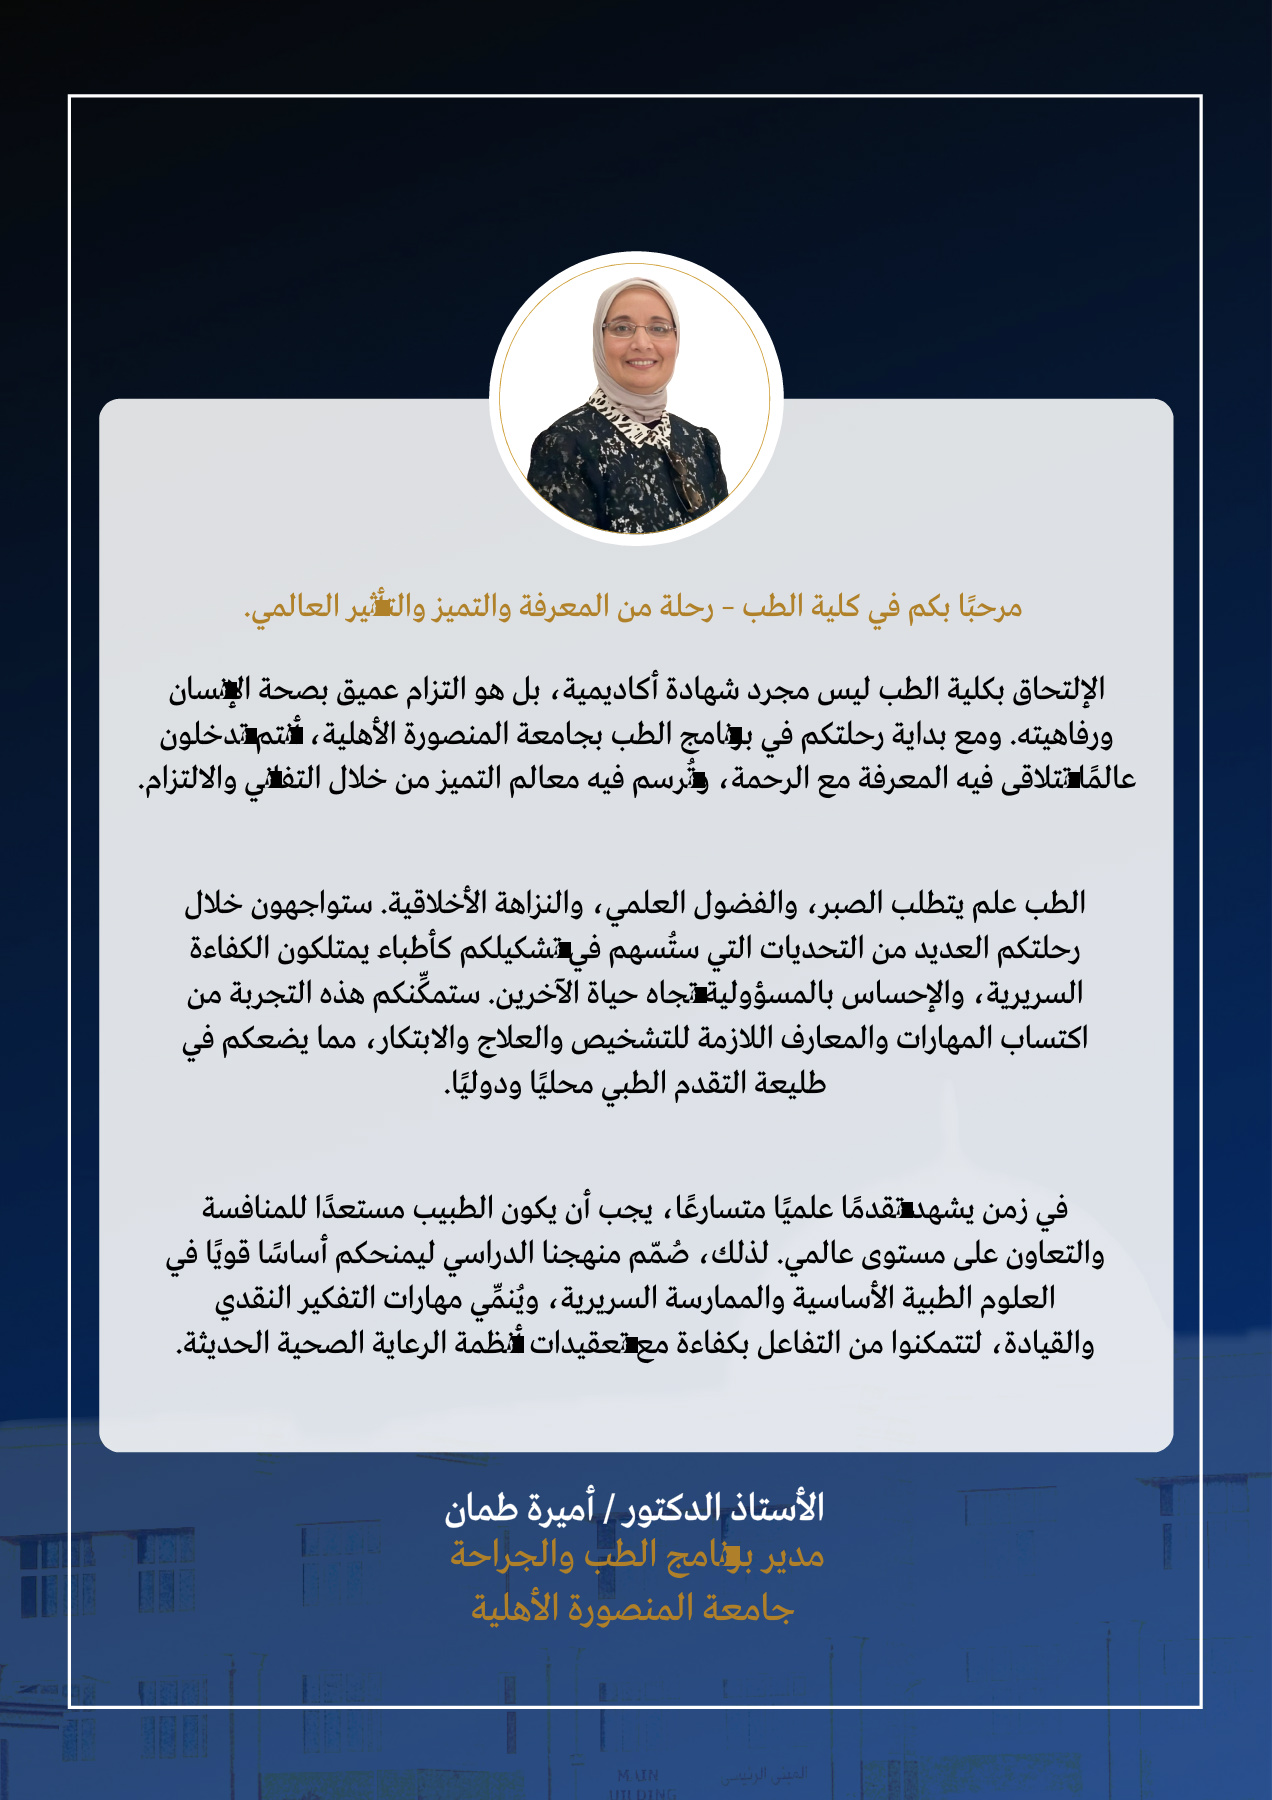 مرحبًا بكم في كلية الطب – رحلة من المعرفة والتميز والتأثير العالمي.
الإلتحاق بكلية الطب ليس مجرد شهادة أكاديمية، بل هو التزام عميق بصحة الإنسان
ورفاهيته. ومع بداية رحلتكم في برنامج الطب بجامعة المنصورة الأهلية، أنتم تدخلون
عالمًا تتلاقى فيه المعرفة مع الرحمة، وتُرسم فيه معالم التميز من خلال التفاني والالتزام.
الطب علم يتطلب الصبر، والفضول العلمي، والنزاهة الأخلاقية. ستواجهون خلال
رحلتكم العديد من التحديات التي ستُسهم في تشكيلكم كأطباء يمتلكون الكفاءة
السريرية، والإحساس بالمسؤولية تجاه حياة الآخرين. ستمكِّنكم هذه التجربة من
اكتساب المهارات والمعارف اللازمة للتشخيص والعلاج والابتكار، مما يضعكم في
طليعة التقدم الطبي محليًا ودوليًا.
في زمن يشهد تقدمًا علميًا متسارعًا، يجب أن يكون الطبيب مستعدًا للمنافسة
والتعاون على مستوى عالمي. لذلك، صُمّم منهجنا الدراسي ليمنحكم أساسًا قويًا في
العلوم الطبية الأساسية والممارسة السريرية، ويُنمِّي مهارات التفكير النقدي
والقيادة، لتتمكنوا من التفاعل بكفاءة مع تعقيدات أنظمة الرعاية الصحية الحديثة.
الأستاذ الدكتور / أميرة طمان
مدير برنامج الطب والجراحة
جامعة المنصورة الأهلية